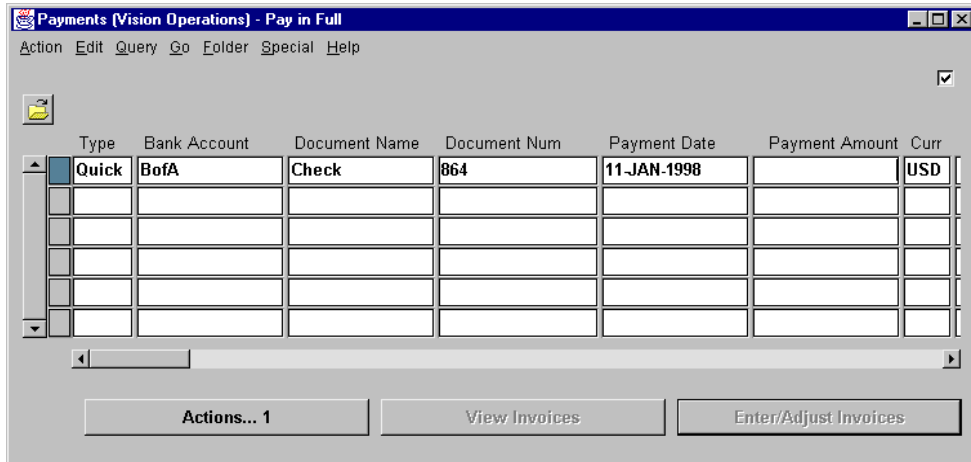 Payments (Vision Operations) - Pay in Full
Action Edit Query Go Folder Special Help
Type Bank Account Document Name Document Num Payment Date Payment Amount Curr
Quick BofA Check 864 11-JAN-1998 USD
Actions... 1 View Invoices Enter/Adjust Invoices